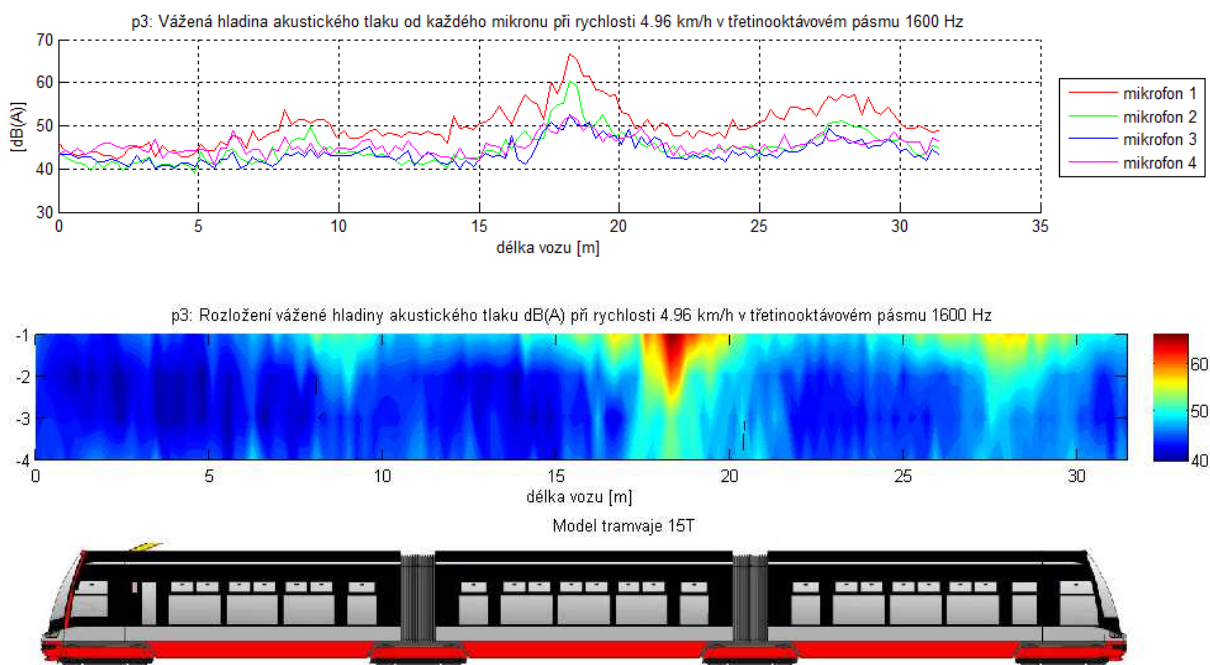 p3: Vážená hladina akustického tlaku od každého mikronu při rychlosti 4.96 km/h v třetinooktávovém pásmu 1600 Hz
70
60
50
40
30
[dB(A)]
0 5 10 15 20 25 30 35
délka vozu [m]
mikrofon 1
mikrofon 2
mikrofon 3
mikrofon 4
p3: Rozložení vážené hladiny akustického tlaku dB(A) při rychlosti 4.96 km/h v třetinooktávovém pásmu 1600 Hz
-1
-2
-3
-4
0 5 10 15 20 25 30
60
50
40
délka vozu [m]
Model tramvaje 15T